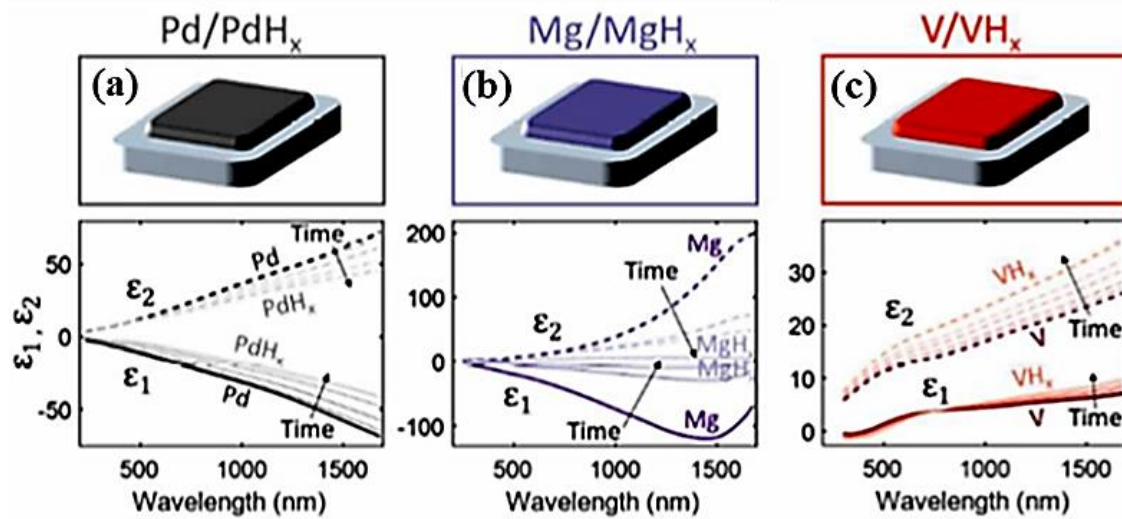 Pd/PdHₓ
Mg/MgHₓ
V/VHₓ
(a)
(b)
(c)
ε₁, ε₂
50
0
-50
Time
Pd
ε₂
PdHₓ
PdHₓ
ε₁
Pd
Time
500 1000 1500
Wavelength (nm)
200
100
0
-100
Mg
Time
ε₂
MgH
MgH
ε₁
Time
Mg
500 1000 1500
Wavelength (nm)
30
20
10
0
VHₓ
ε₂
Time
V
VHₓ
ε₁
V
Time
500 1000 1500
Wavelength (nm)